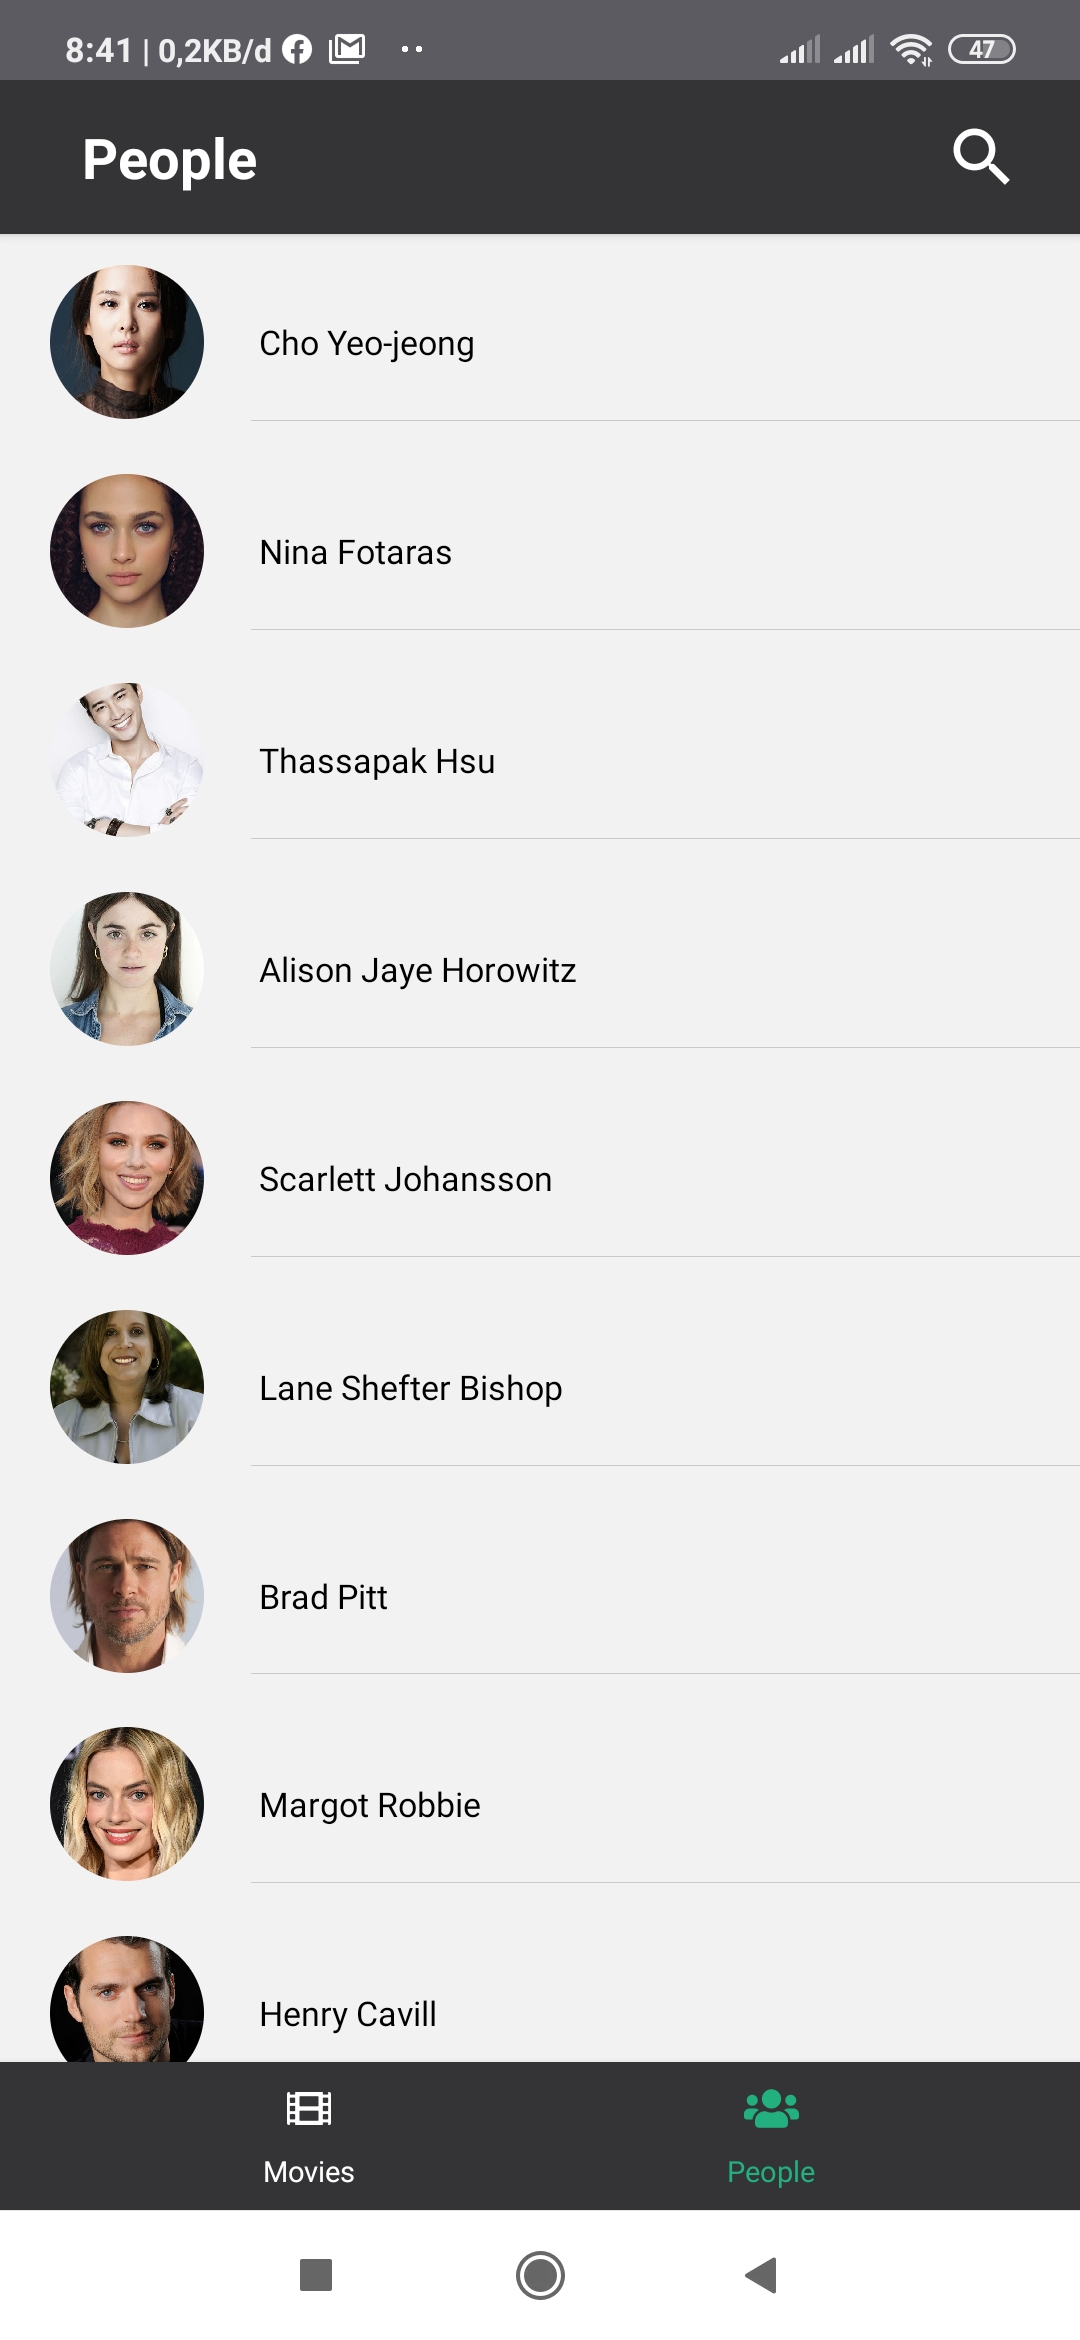 8:41 | 0,2KB/d
47
People
Cho Yeo-jeong
Nina Fotaras
Thassapak Hsu
Alison Jaye Horowitz
Scarlett Johansson
Lane Shefter Bishop
Brad Pitt
Margot Robbie
Henry Cavill
Movies
People